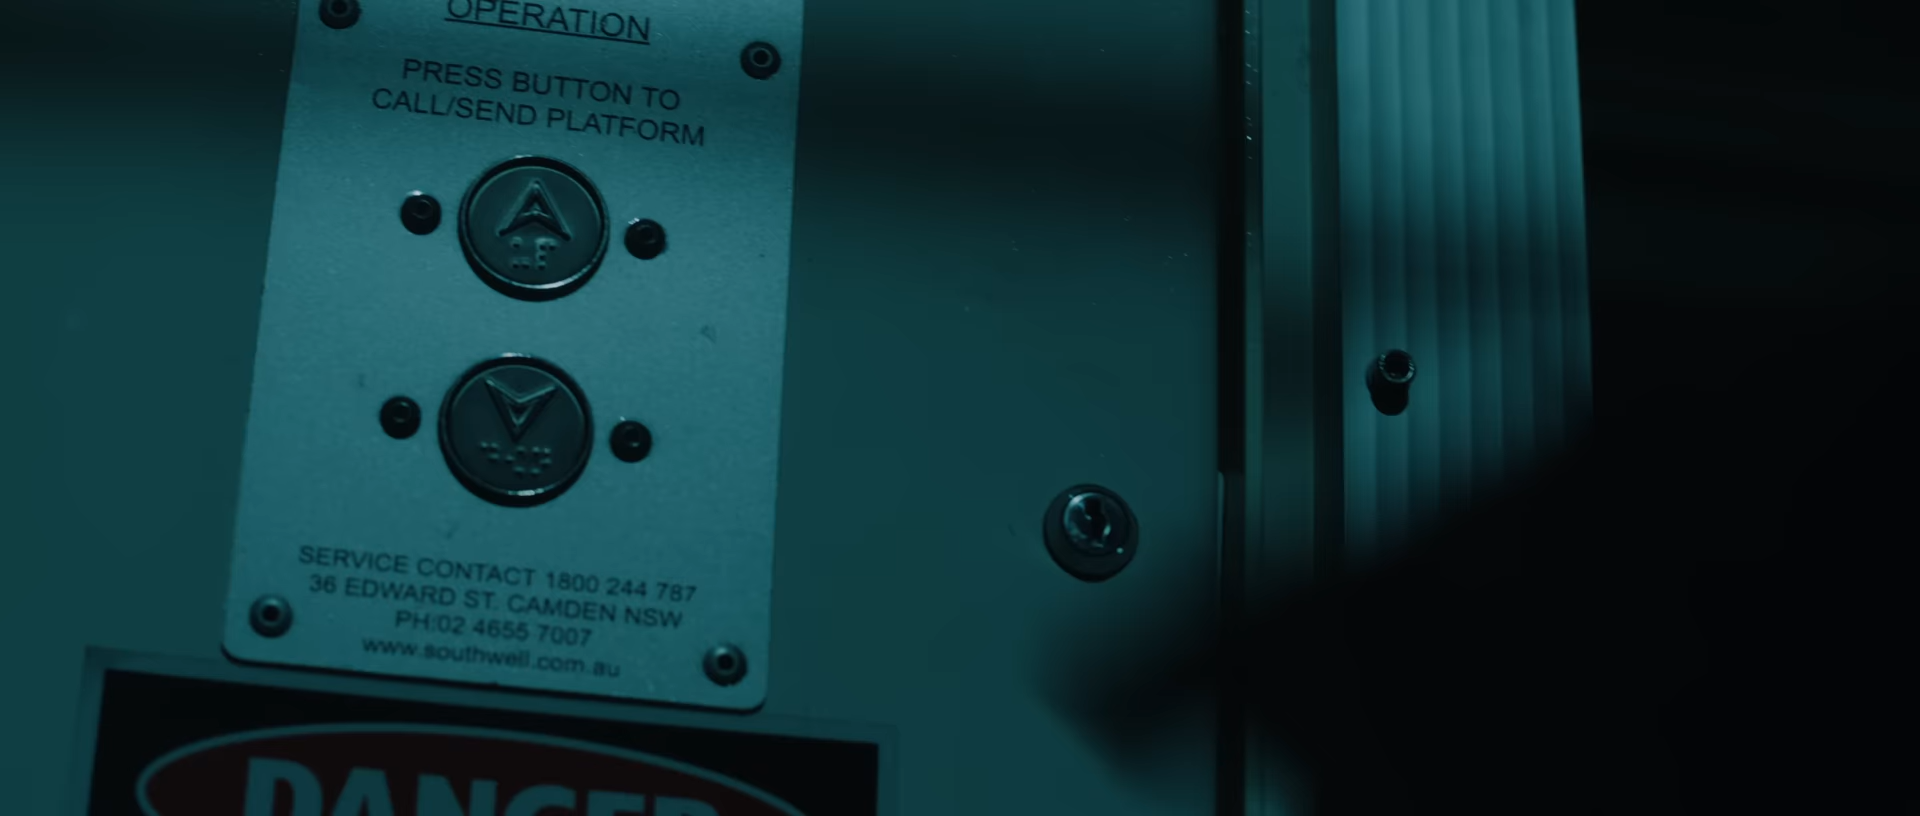 OPERATION
PRESS BUTTON TO
CALL/SEND PLATFORM
SERVICE CONTACT 1800 244 787
36 EDWARD ST. CAMDEN NSW
PH:02 4655 7007
www.southwell.com.au
DANGER